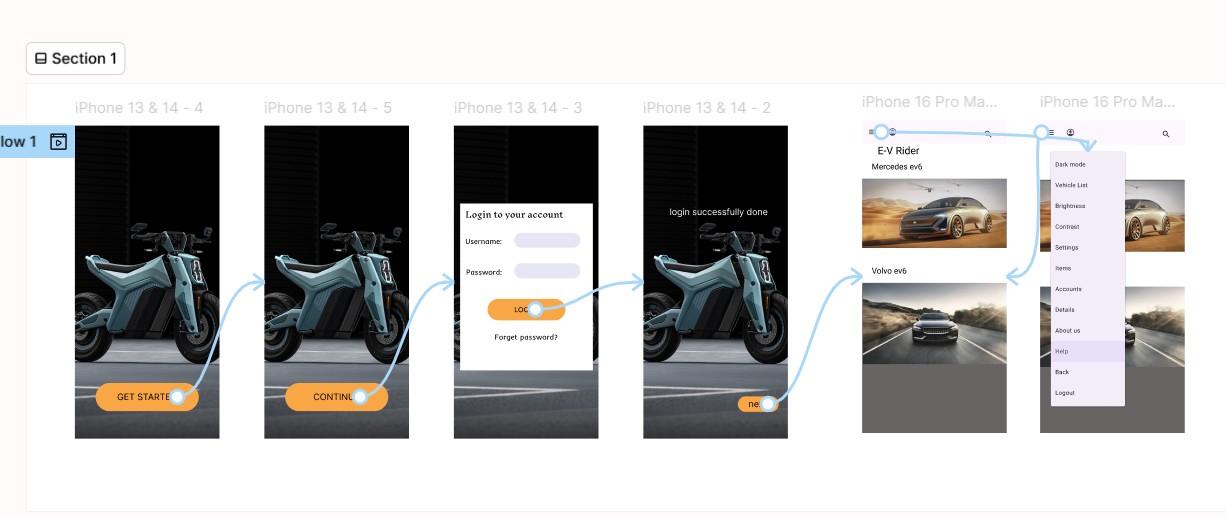 Section 1
iPhone 13 & 14 - 4
iPhone 13 & 14 - 5
iPhone 13 & 14 - 3
iPhone 13 & 14 - 2
iPhone 16 Pro Ma...
iPhone 16 Pro Ma...
low 1
GET STARTE
CONTINU
Login to your account
Username:
Password:
LOG
Forget password?
login successfully done
E-V Rider
Mercedes ev6
Volvo ev6
Dark mode
Vehicle List
Brightness
Contrast
Settings
Items
Accounts
Details
About us
Help
Back
Logout